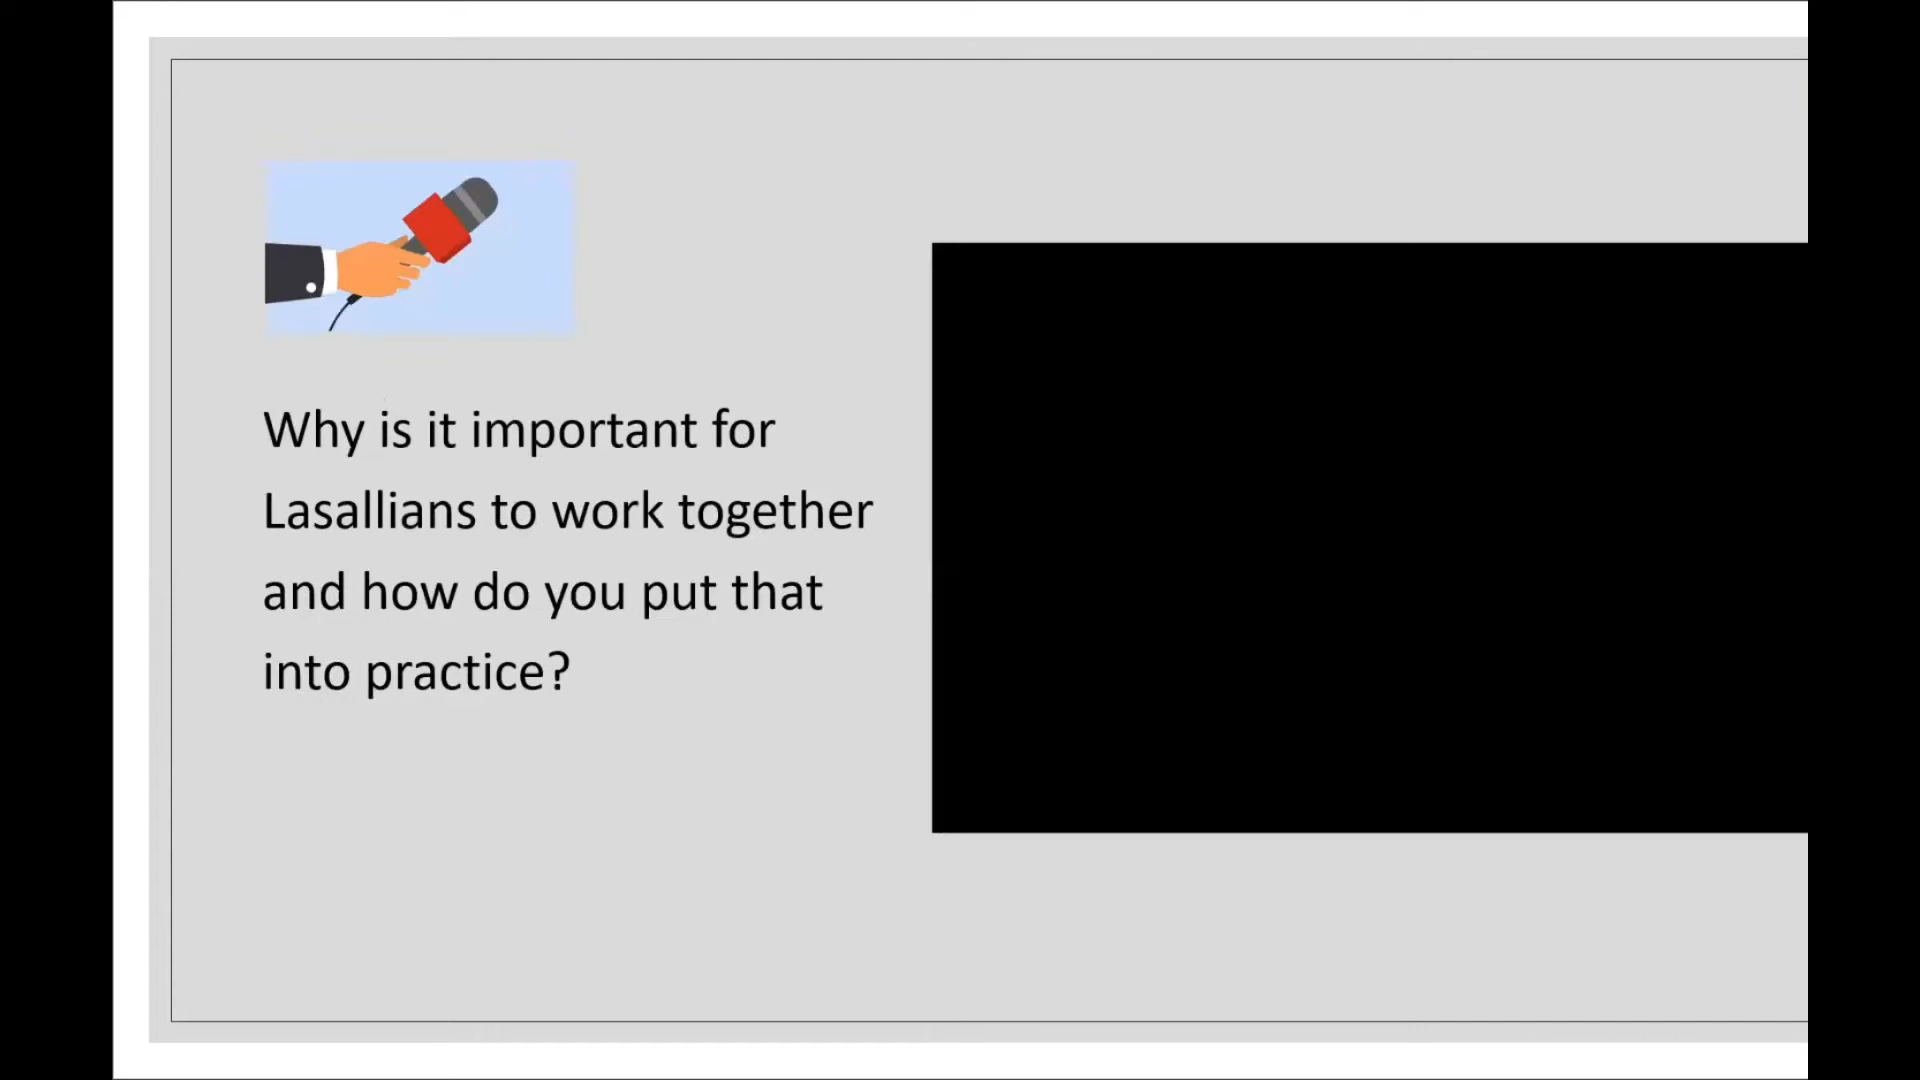 Why is it important for
Lasallians to work together
and how do you put that
into practice?